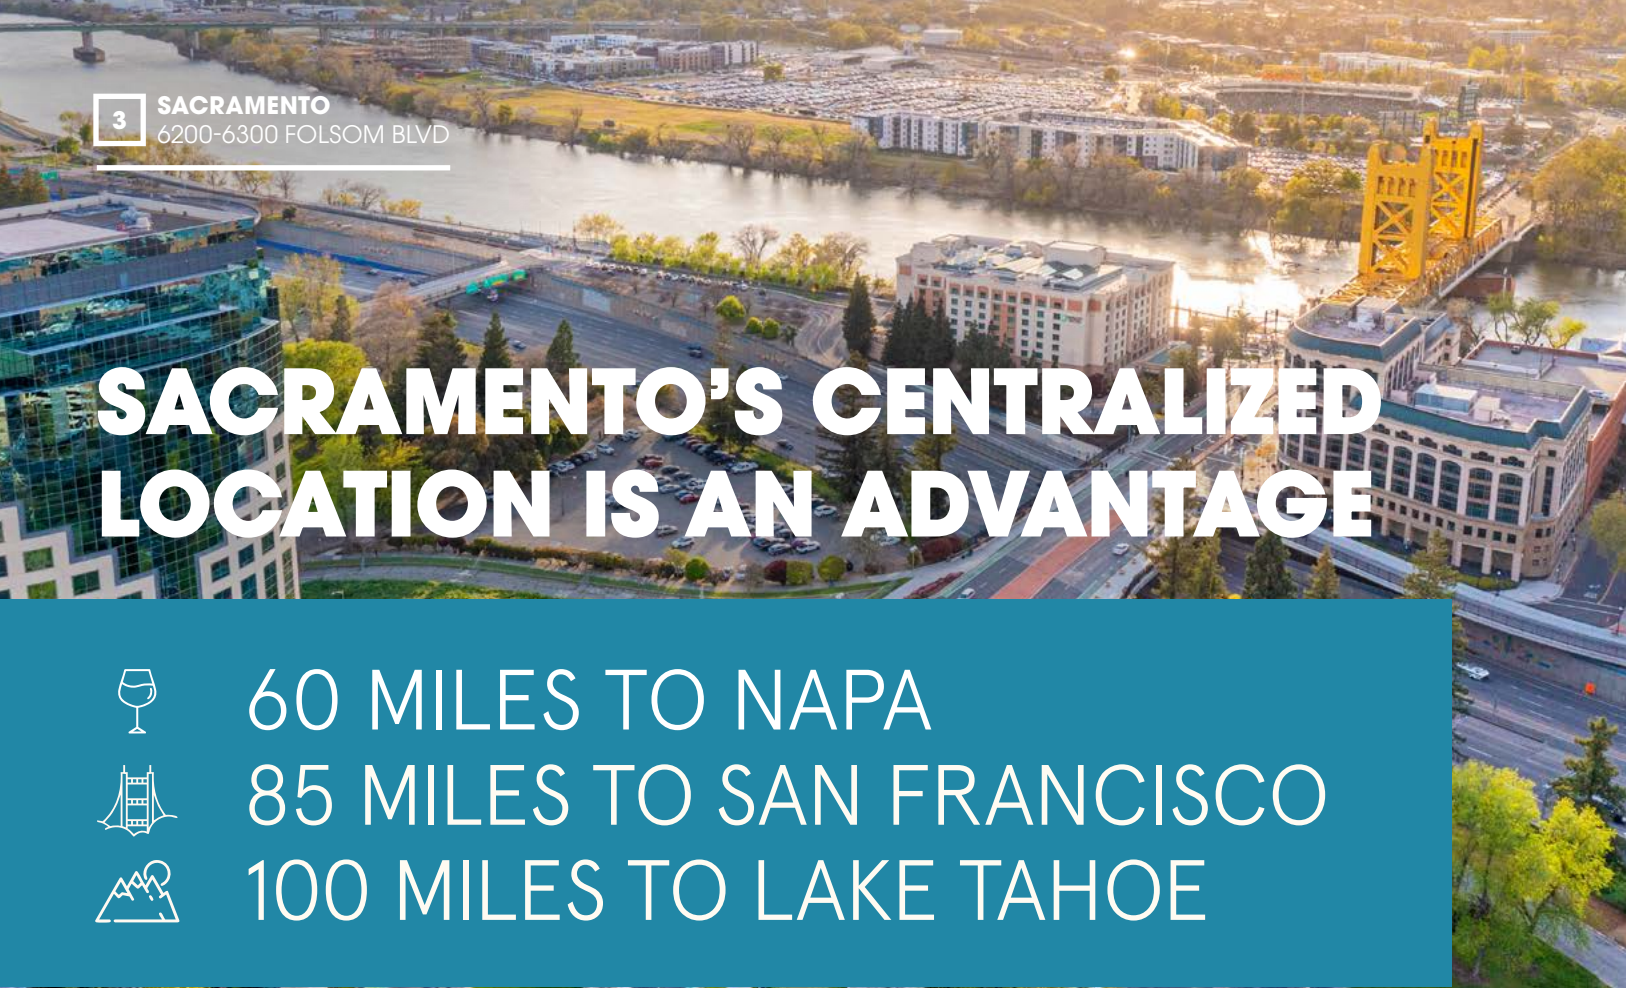 3
SACRAMENTO
6200-6300 FOLSOM BLVD
SACRAMENTO’S CENTRALIZED
LOCATION IS AN ADVANTAGE
60 MILES TO NAPA
85 MILES TO SAN FRANCISCO
100 MILES TO LAKE TAHOE